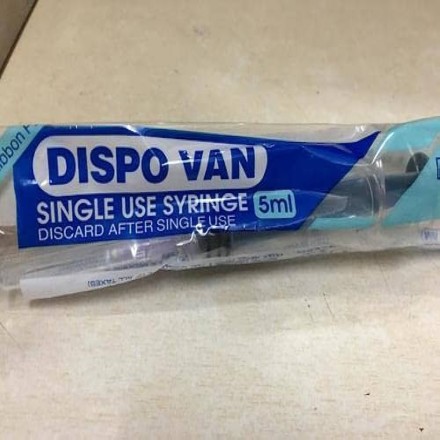 DISPO VAN
SINGLE USE SYRINGE 5ml
DISCARD AFTER SINGLE USE